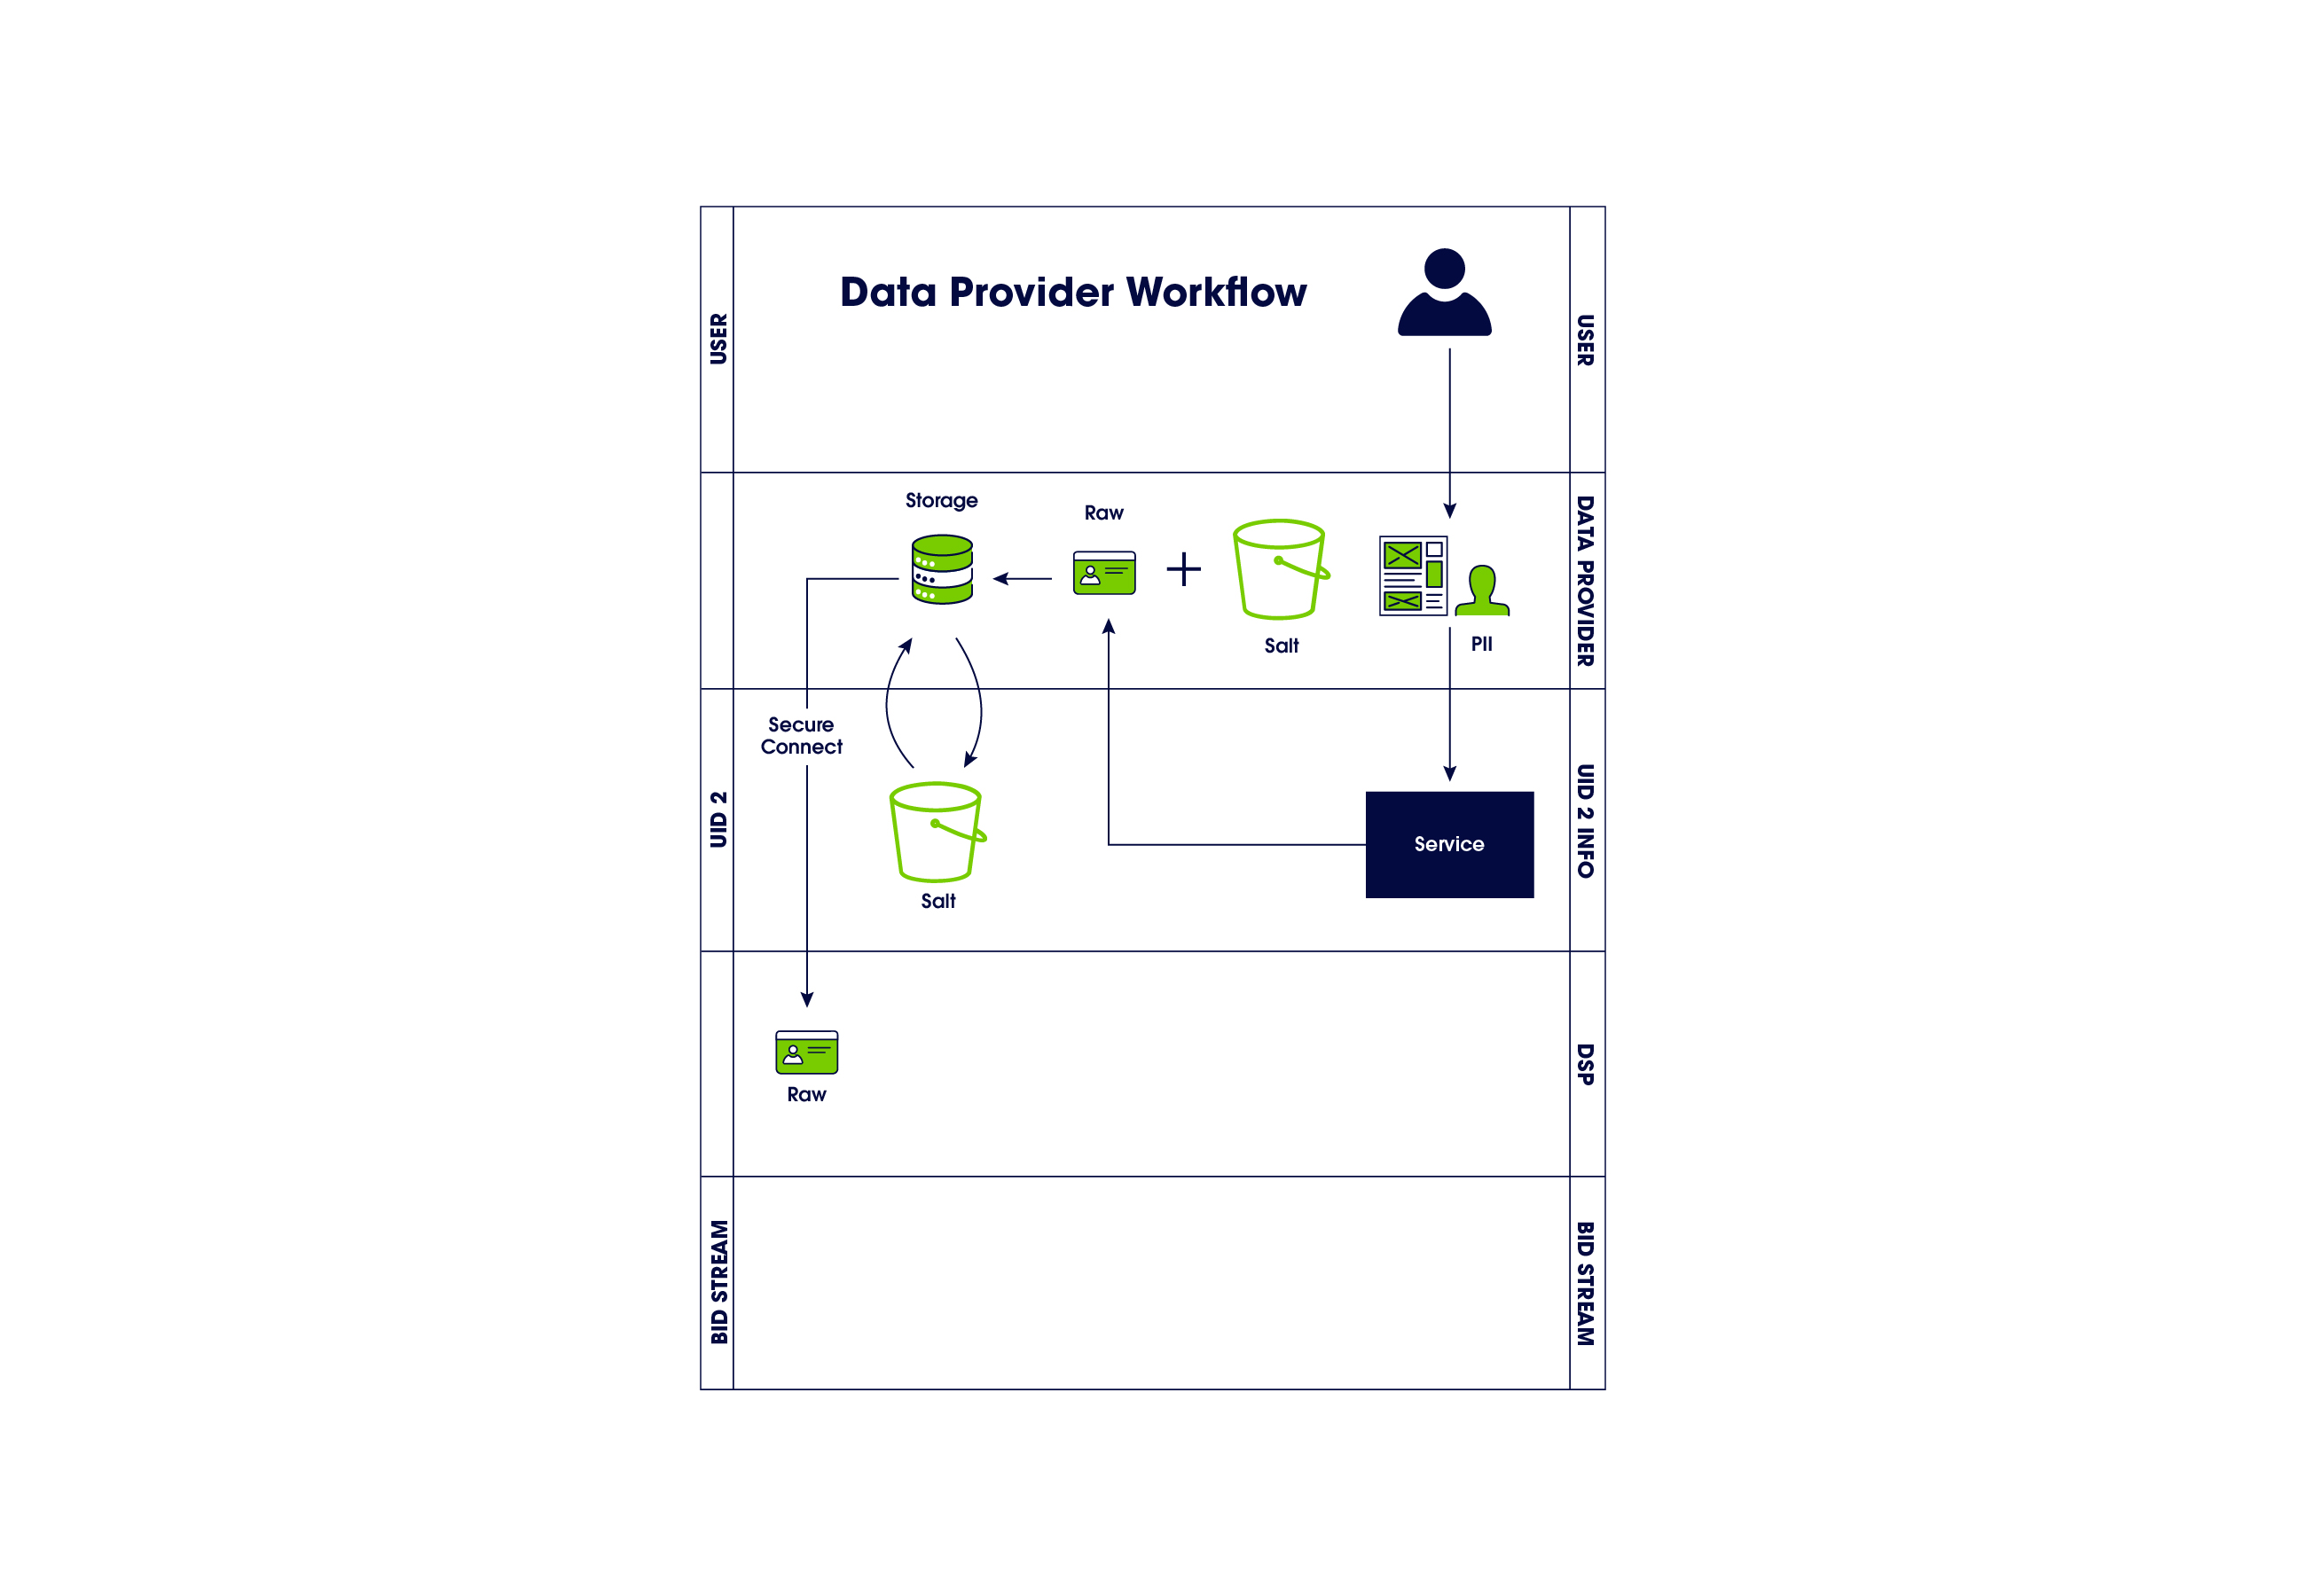 Data Provider Workflow
USER
USER
Storage
Raw
Salt
PII
DATA PROVIDER
Secure
Connect
UID 2
Salt
Service
UID 2 INFO
Raw
DSP
BID STREAM
BID STREAM